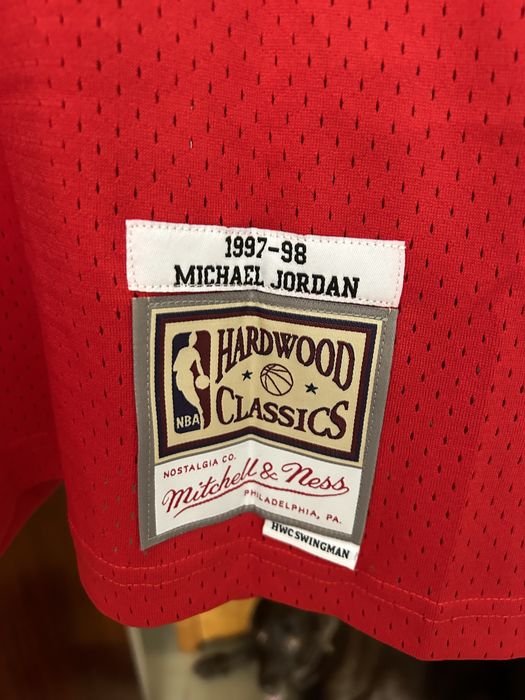 1997-98
MICHAEL JORDAN
HARDWOOD
CLASSICS
NBA
NOSTALGIA CO.
Mitchell & Ness
PHILADELPHIA, PA.
HWC SWINGMAN